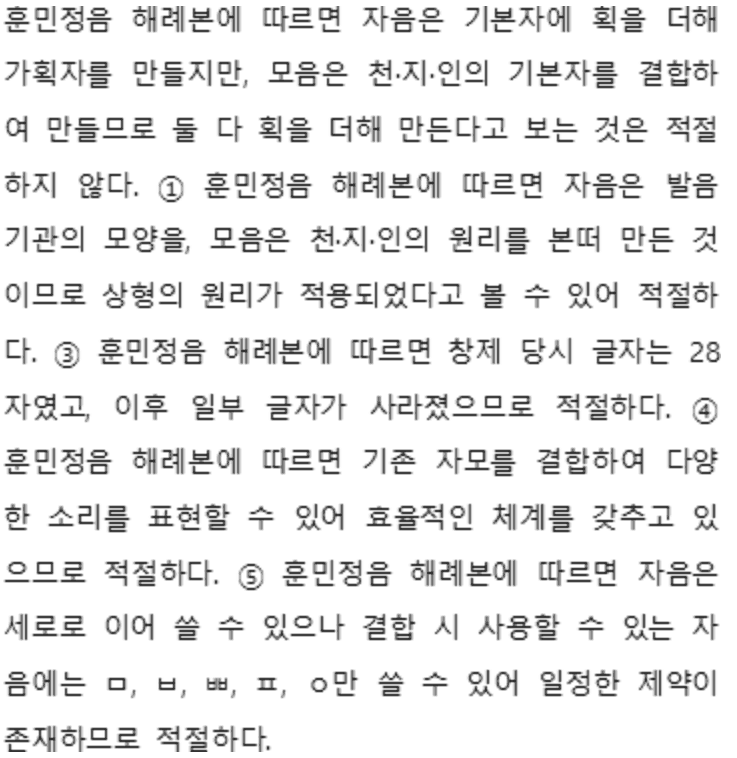 훈민정음 해례본에 따르면 자음은 기본자에 획을 더해
가획자를 만들지만, 모음은 천·지·인의 기본자를 결합하
여 만들므로 둘 다 획을 더해 만든다고 보는 것은 적절
하지 않다. ① 훈민정음 해례본에 따르면 자음은 발음
기관의 모양을, 모음은 천·지·인의 원리를 본떠 만든 것
이므로 상형의 원리가 적용되었다고 볼 수 있어 적절하
다. ③ 훈민정음 해례본에 따르면 창제 당시 글자는 28
자였고, 이후 일부 글자가 사라졌으므로 적절하다. ④
훈민정음 해례본에 따르면 기존 자모를 결합하여 다양
한 소리를 표현할 수 있어 효율적인 체계를 갖추고 있
으므로 적절하다. ⑤ 훈민정음 해례본에 따르면 자음은
세로로 이어 쓸 수 있으나 결합 시 사용할 수 있는 자
음에는 ㅁ, ㅂ, ㅃ, ㅍ, ㅇ만 쓸 수 있어 일정한 제약이
존재하므로 적절하다.